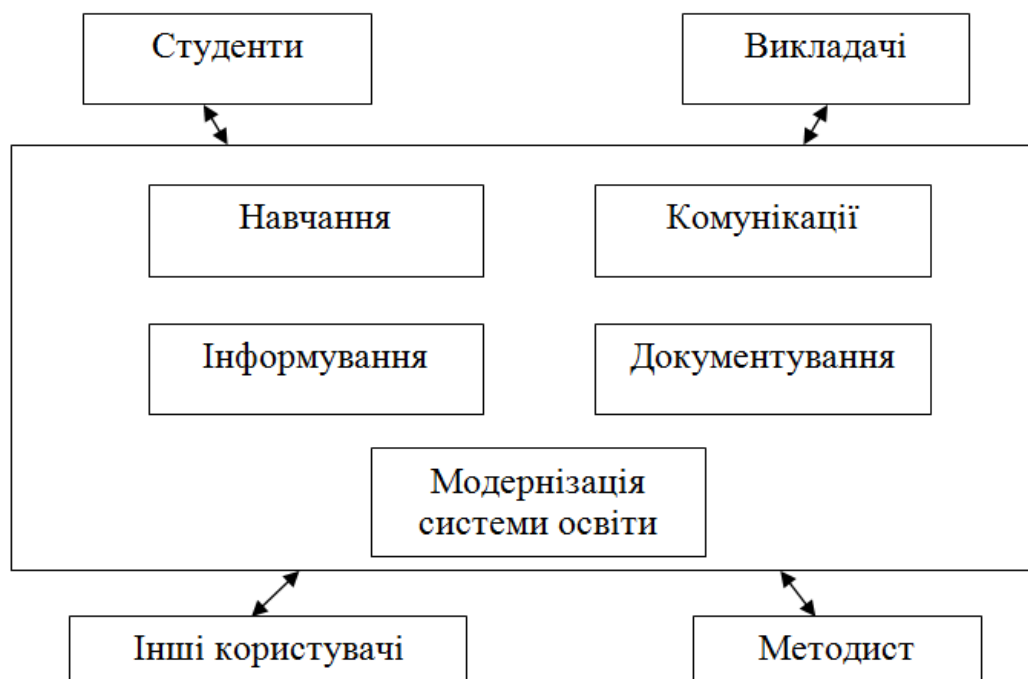 Студенти
Викладачі
Навчання
Комунікації
Інформування
Документування
Модернізація
системи освіти
Інші користувачі
Методист